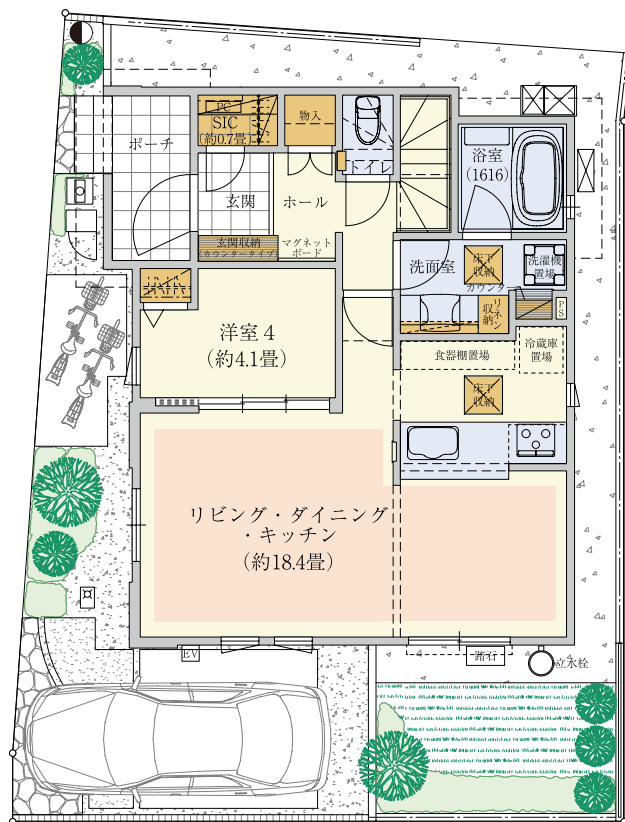 PC
SIC
(約0.7畳)
物入
トイレ
ポーチ
玄関
ホール
浴室
(1616)
玄関収納
(カウンタータイプ)
マグネット
ボード
洗面室
床下
収納
洗濯機
置場
カウンター
リネン
収納
PS
洋室4
(約4.1畳)
食器棚置場
冷蔵庫
置場
床下
収納
リビング・ダイニング
・キッチン
(約18.4畳)
EV
踏石
立水栓